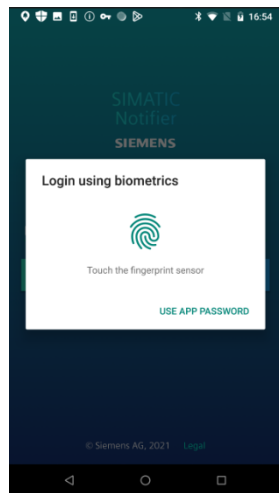 16:54
SIMATIC
Notifier
SIEMENS
Login using biometrics
Touch the fingerprint sensor
USE APP PASSWORD
© Siemens AG, 2021 Legal